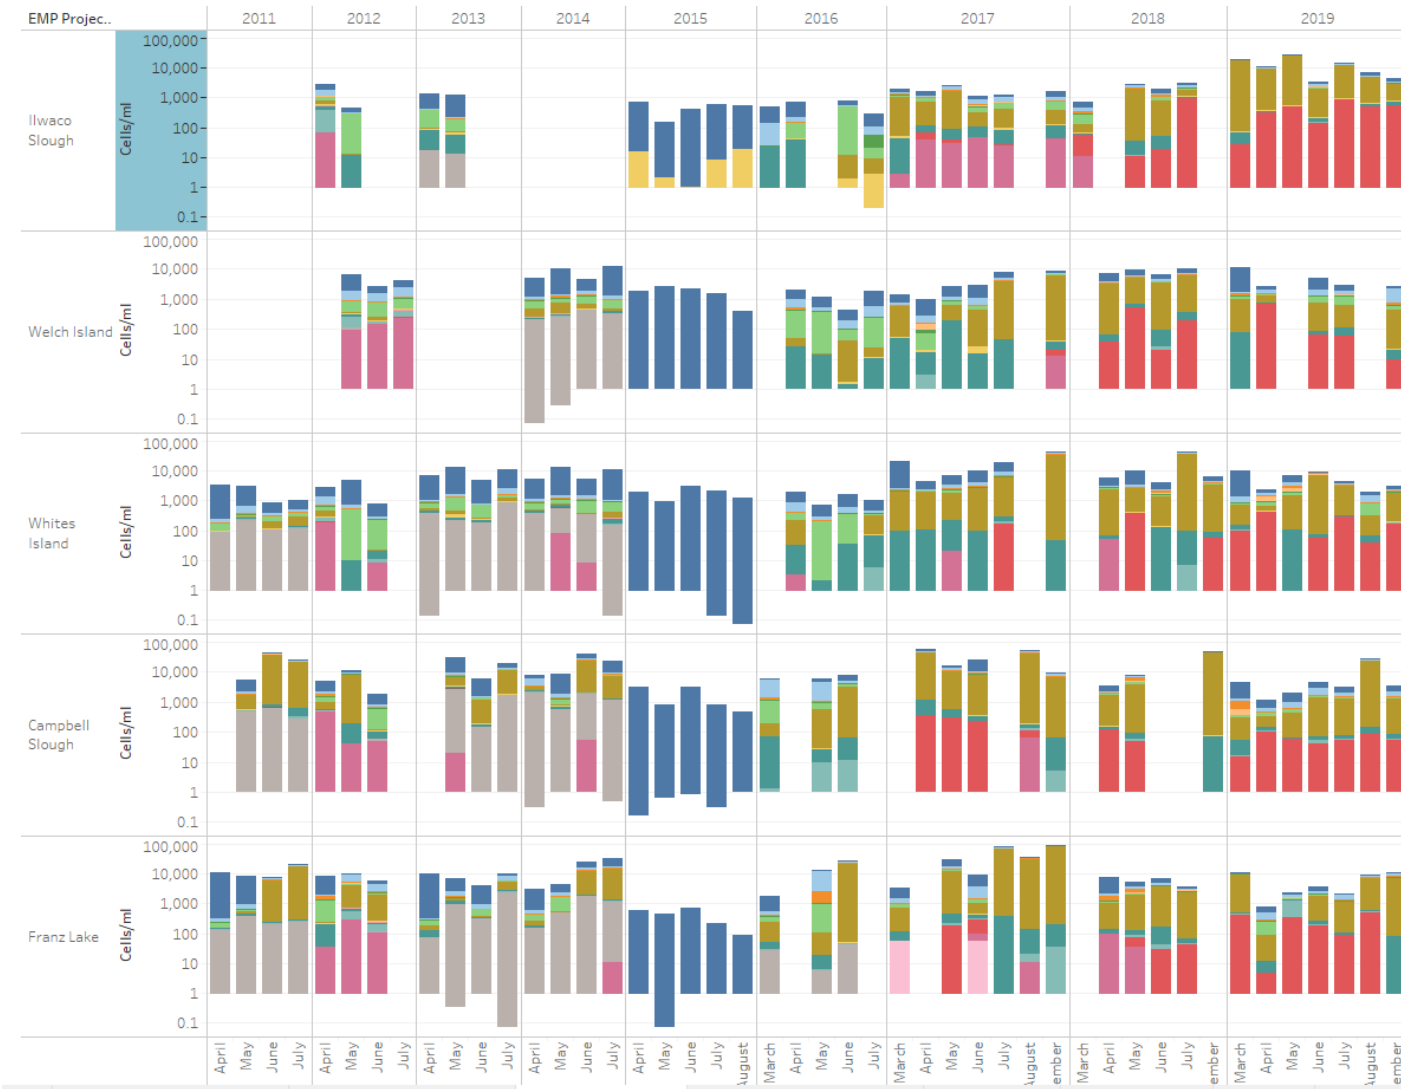 EMP Projec.. 2011 2012 2013 2014 2015 2016 2017 2018 2019
Ilwaco
Slough
Cells/ml
100,000
10,000
1,000
100
10
1
0.1
Welch Island
Cells/ml
100,000
10,000
1,000
100
10
1
0.1
Whites
Island
Cells/ml
100,000
10,000
1,000
100
10
1
0.1
Campbell
Slough
Cells/ml
100,000
10,000
1,000
100
10
1
0.1
Franz Lake
Cells/ml
100,000
10,000
1,000
100
10
1
0.1
April May June July April May June July April May June July April May June July April May June July August March April May June July March April May June July August ember March April May June July ember March April May June July August ember